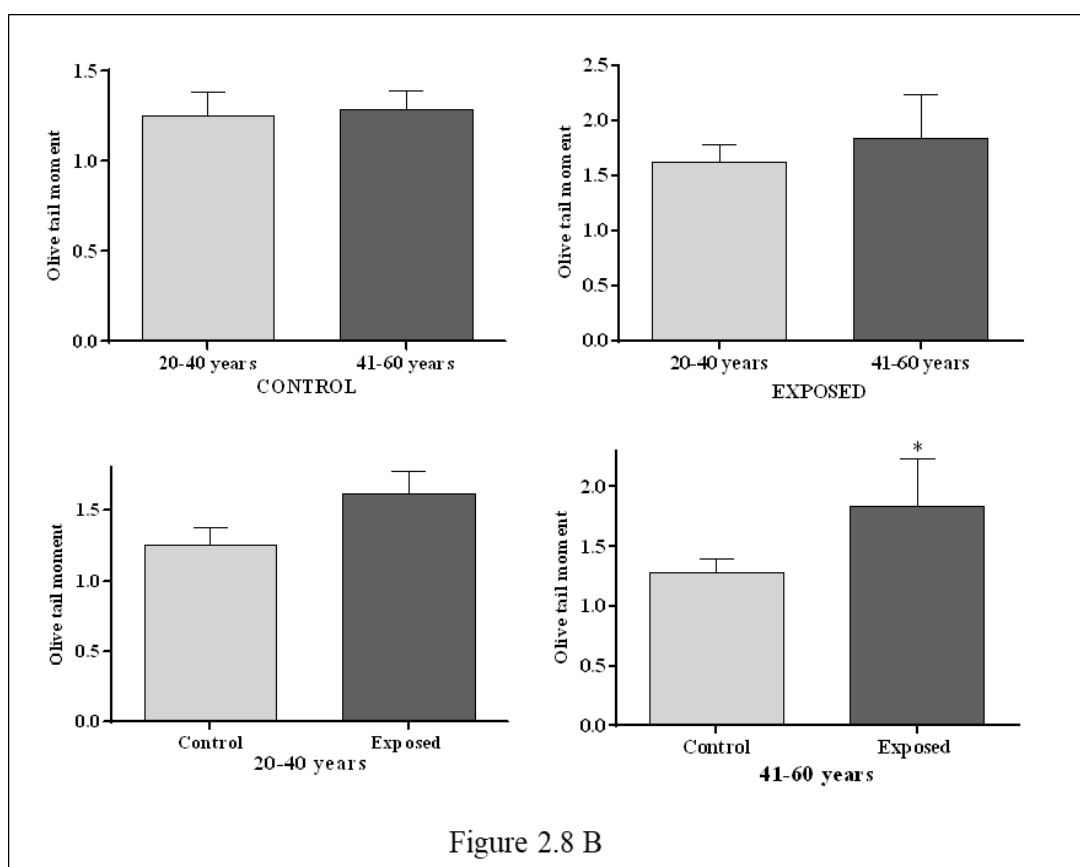 1.5
1.0
0.5
0.0
Olive tail moment
20-40 years
41-60 years
CONTROL
2.5
2.0
1.5
1.0
0.5
0.0
Olive tail moment
20-40 years
41-60 years
EXPOSED
1.5
1.0
0.5
0.0
Olive tail moment
Control
Exposed
20-40 years
*
2.0
1.5
1.0
0.5
0.0
Olive tail moment
Control
Exposed
41-60 years
Figure 2.8 B